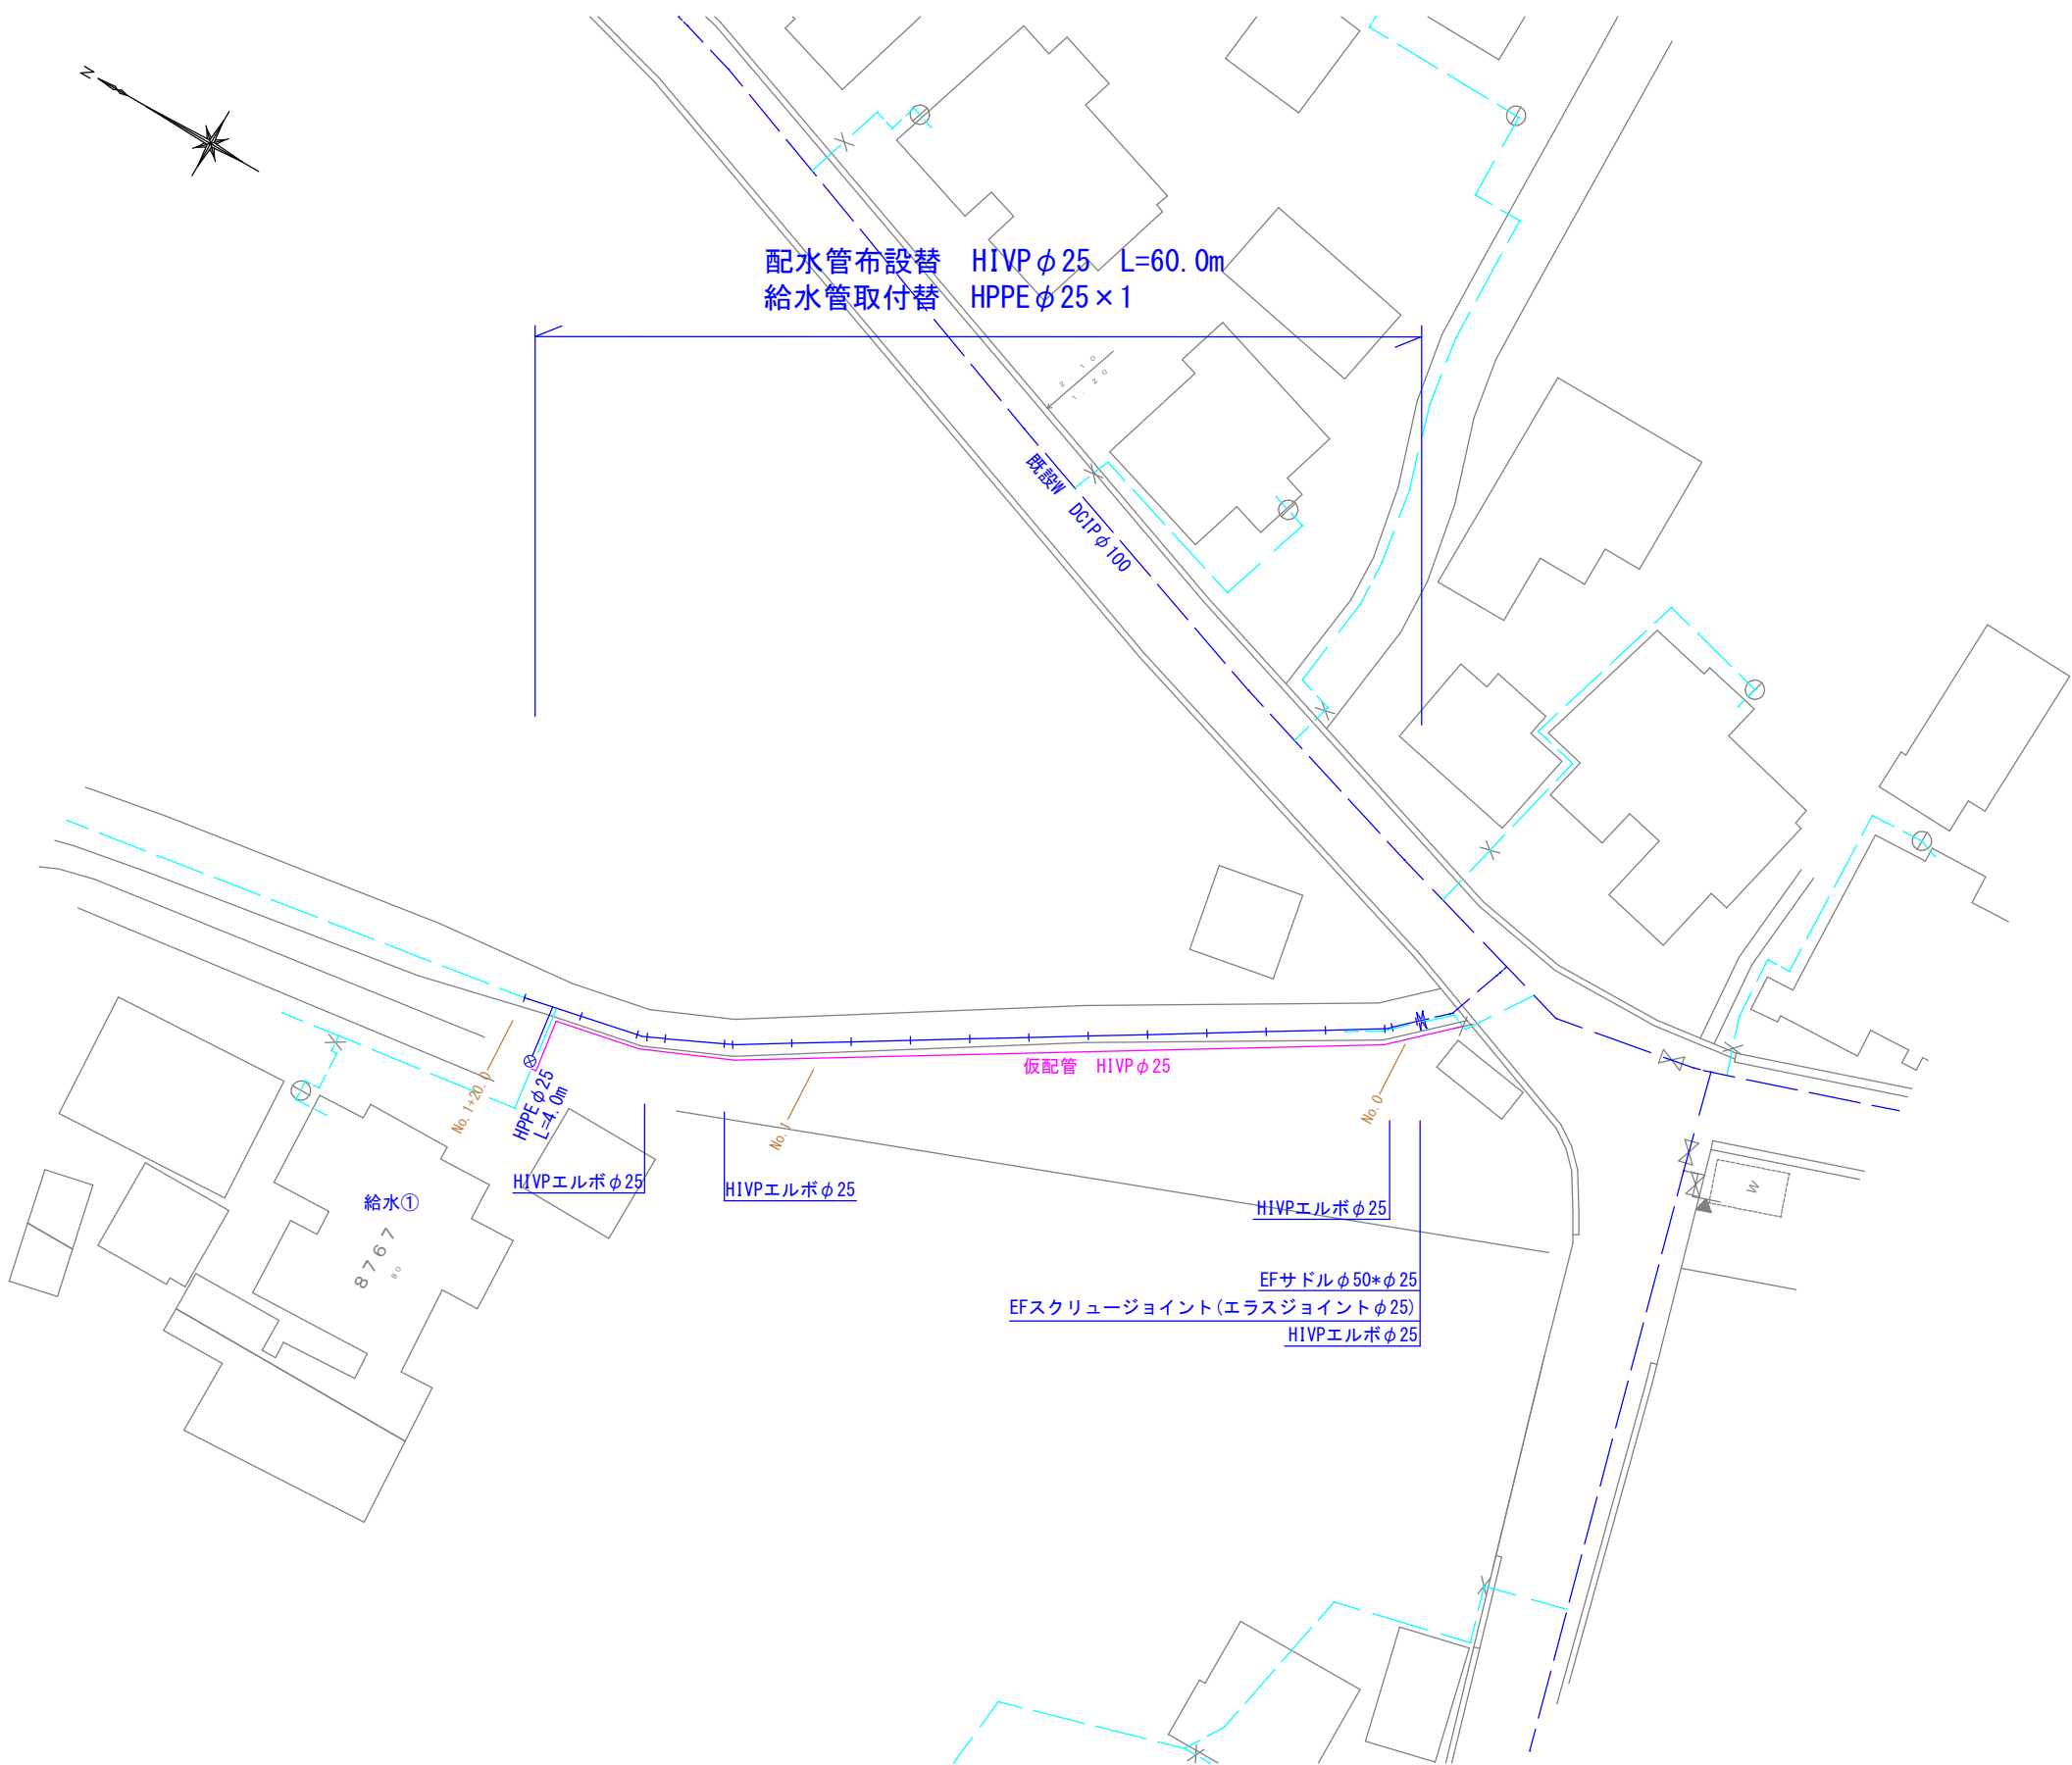 N
配水管布設替　HIVPφ25　L=60.0m
給水管取付替　HPPEφ25×1
2.10
1.20
既設W　DCIPφ100
仮配管　HIVPφ25
No.1+20.0
HPPEφ25
L=4.0m
No.1
No.0
HIVPエルボφ25
HIVPエルボφ25
HIVPエルボφ25
給水①
8767
80
W
EFサドルφ50*φ25
EFスクリュージョイント(エラスジョイントφ25)
HIVPエルボφ25